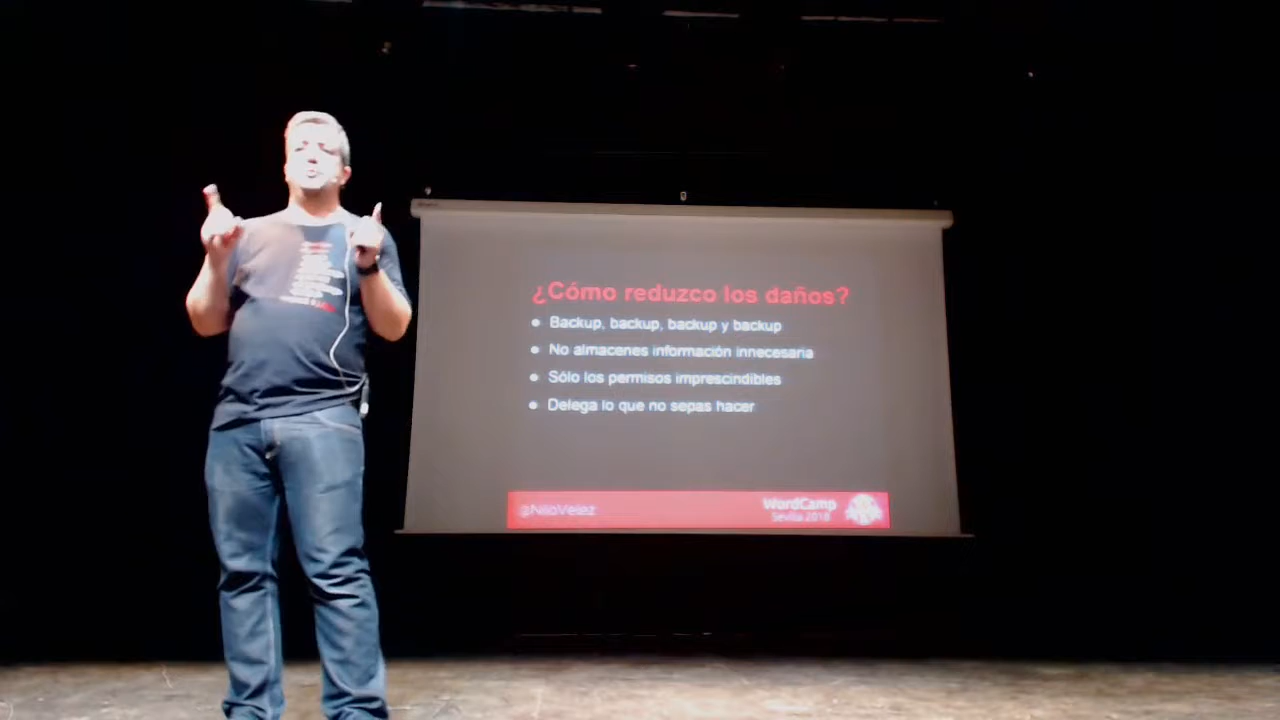 ¿Cómo reduzco los daños?
Backup, backup, backup y backup
No almacenes información innecesaria
Sólo los permisos imprescindibles
Delega lo que no sepas hacer
@NiloVelez
WordCamp
Sevilla 2018